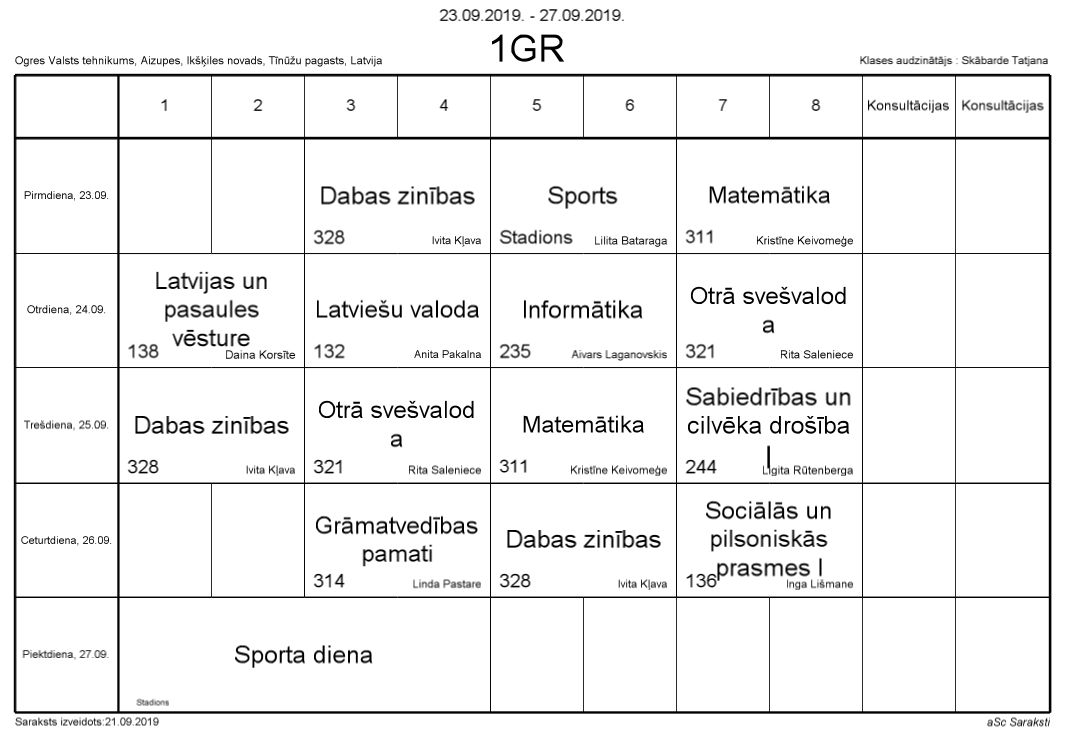 23.09.2019. - 27.09.2019.
1GR
Ogres Valsts tehnikums, Aizupes, Ikšķiles novads, Tīnūžu pagasts, Latvija
Klases audzinātājs : Skābarde Tatjana
1 2 3 4 5 6 7 8 Konsultācijas Konsultācijas
Pirmdiena, 23.09.
Dabas zinības
328 Ivita Kļava
Sports
Stadions Lilita Bataraga
Matemātika
311 Kristīne Keivomeģe
Otrdiena, 24.09.
Latvijas un
pasaules
vēsture
138 Daina Korsīte
Latviešu valoda
132 Anita Pakalna
Informātika
235 Aivars Laganovskis
Otrā svešvalod
a
321 Rita Saleniece
Trešdiena, 25.09.
Dabas zinības
328 Ivita Kļava
Otrā svešvalod
a
321 Rita Saleniece
Matemātika
311 Kristīne Keivomeģe
Sabiedrības un
cilvēka drošība
I
244 Ligita Rūtenberga
Ceturtdiena, 26.09.
Grāmatvedības
pamati
314 Linda Pastare
Dabas zinības
328 Ivita Kļava
Sociālās un
pilsoniskās
prasmes I
136 Inga Lišmane
Piektdiena, 27.09.
Sporta diena
Stadions
Saraksts izveidots:21.09.2019
aSc Saraksti